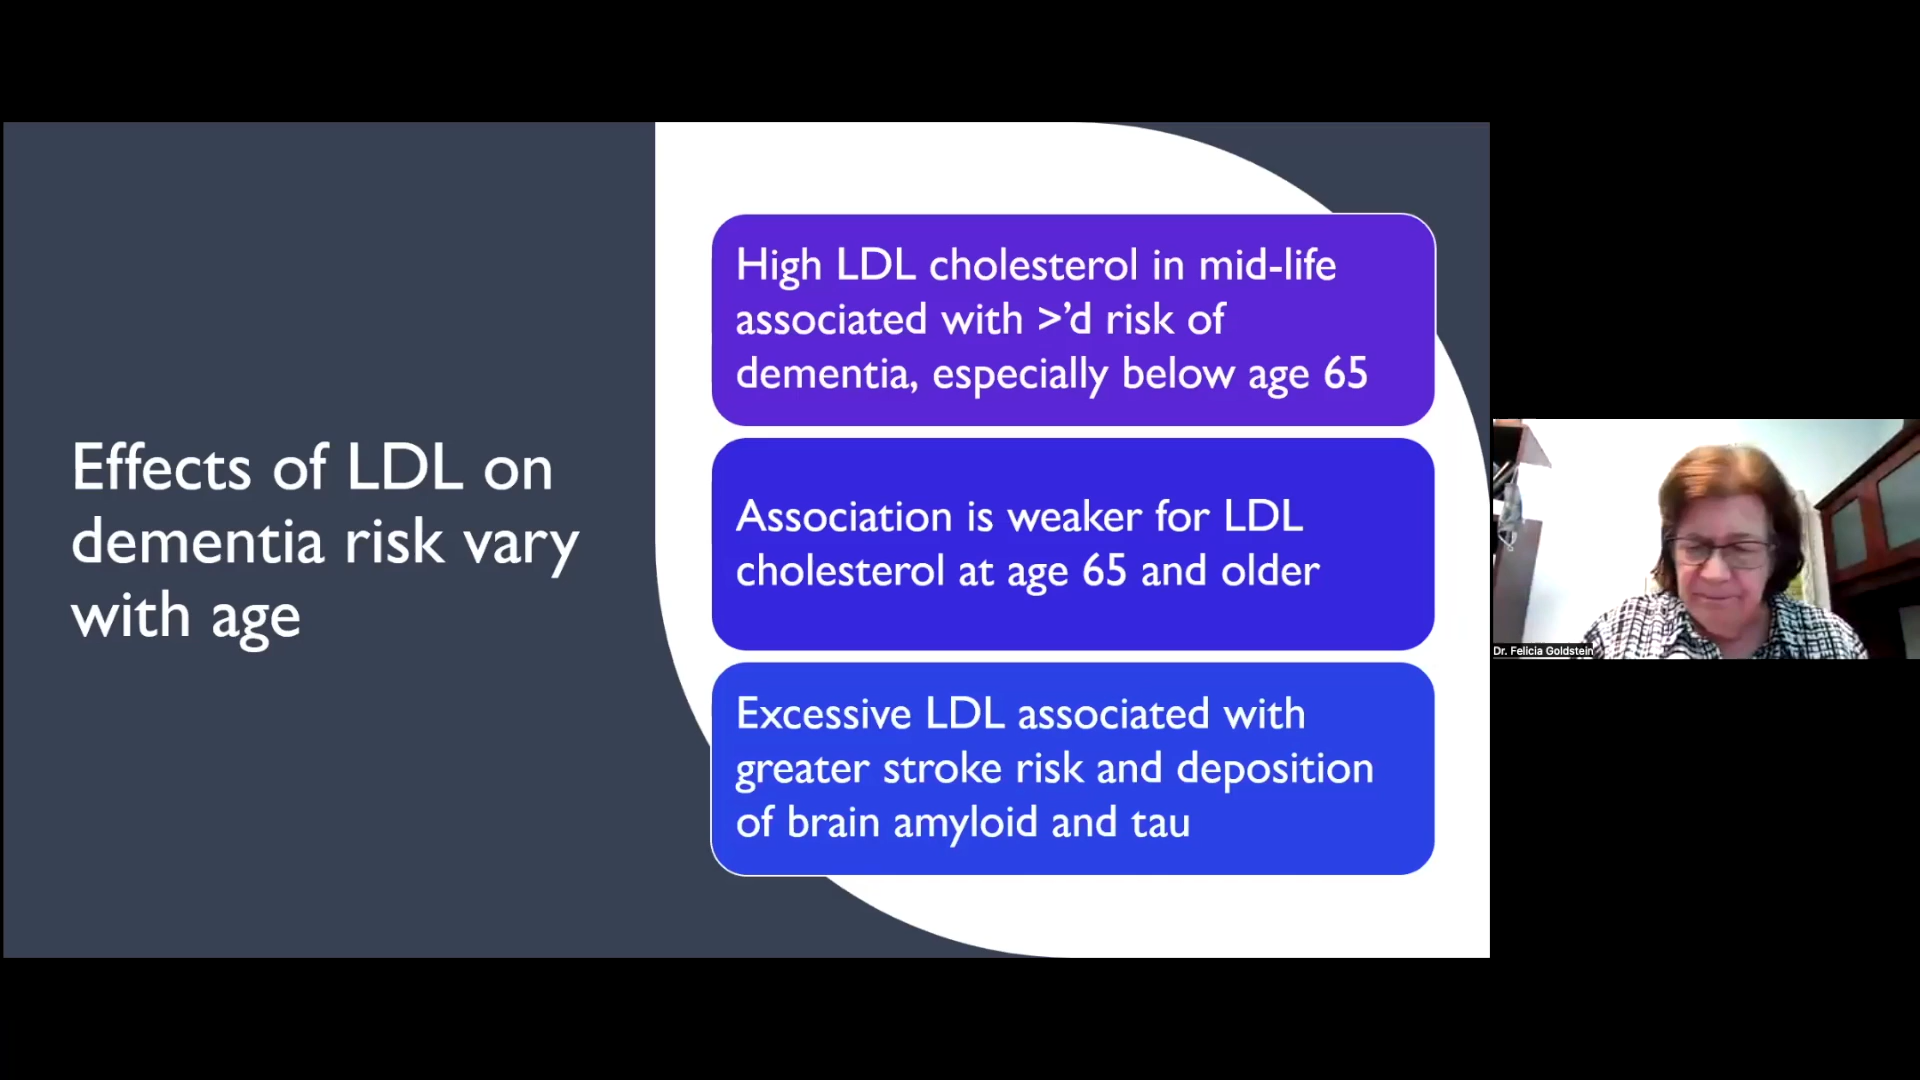 Effects of LDL on
dementia risk vary
with age
High LDL cholesterol in mid-life
associated with >’d risk of
dementia, especially below age 65
Association is weaker for LDL
cholesterol at age 65 and older
Excessive LDL associated with
greater stroke risk and deposition
of brain amyloid and tau
Dr. Felicia Goldstein